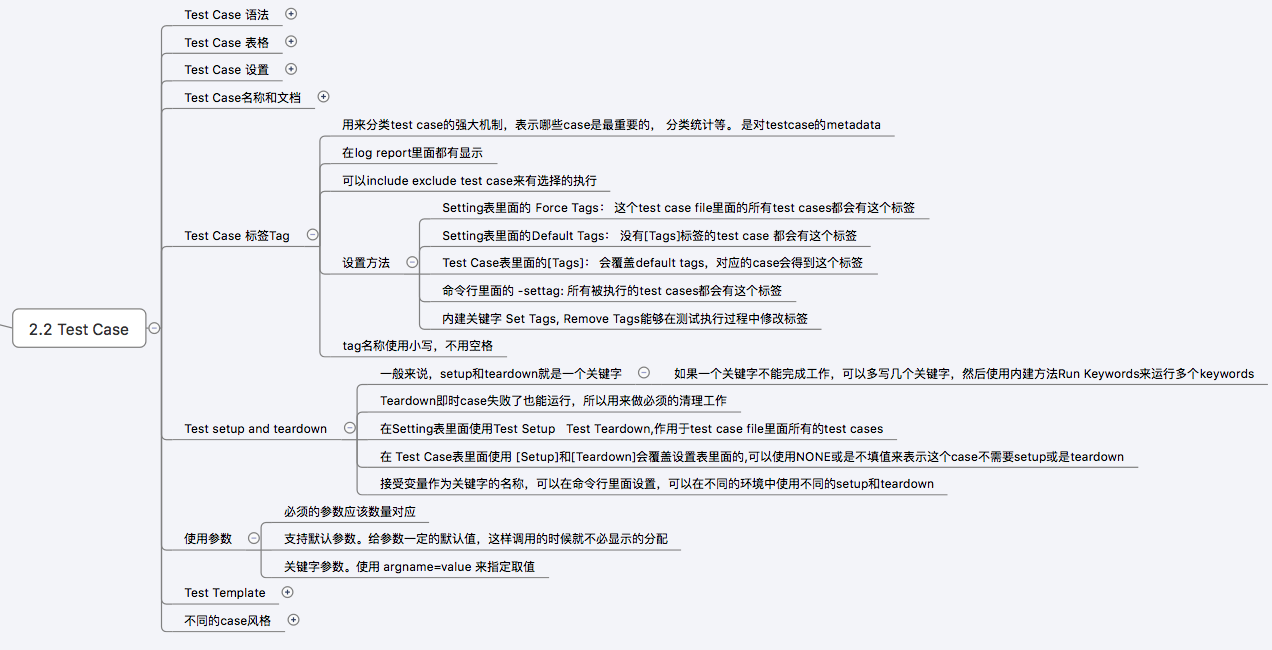 Test Case 语法
Test Case 表格
Test Case 设置
Test Case名称和文档
用来分类test case的强大机制，表示哪些case是最重要的， 分类统计等。 是对testcase的metadata
在log report里面都有显示
可以include exclude test case来有选择的执行
Setting表里面的 Force Tags： 这个test case file里面的所有test cases都会有这个标签
Test Case 标签Tag
Setting表里面的Default Tags： 没有[Tags]标签的test case 都会有这个标签
设置方法
Test Case表里面的[Tags]： 会覆盖default tags，对应的case会得到这个标签
命令行里面的 -settag: 所有被执行的test cases都会有这个标签
内建关键字 Set Tags, Remove Tags能够在测试执行过程中修改标签
2.2 Test Case
tag名称使用小写，不用空格
一般来说，setup和teardown就是一个关键字
如果一个关键字不能完成工作，可以多写几个关键字，然后使用内建方法Run Keywords来运行多个keywords
Teardown即时case失败了也能运行，所以用来做必须的清理工作
Test setup and teardown
在Setting表里面使用Test Setup Test Teardown,作用于test case file里面所有的test cases
在 Test Case表里面使用 [Setup]和[Teardown]会覆盖设置表里面的,可以使用NONE或是不填值来表示这个case不需要setup或是teardown
接受变量作为关键字的名称，可以在命令行里面设置，可以在不同的环境中使用不同的setup和teardown
必须的参数应该数量对应
使用参数
支持默认参数。给参数一定的默认值，这样调用的时候就不必显示的分配
关键字参数。使用 argname=value 来指定取值
Test Template
不同的case风格